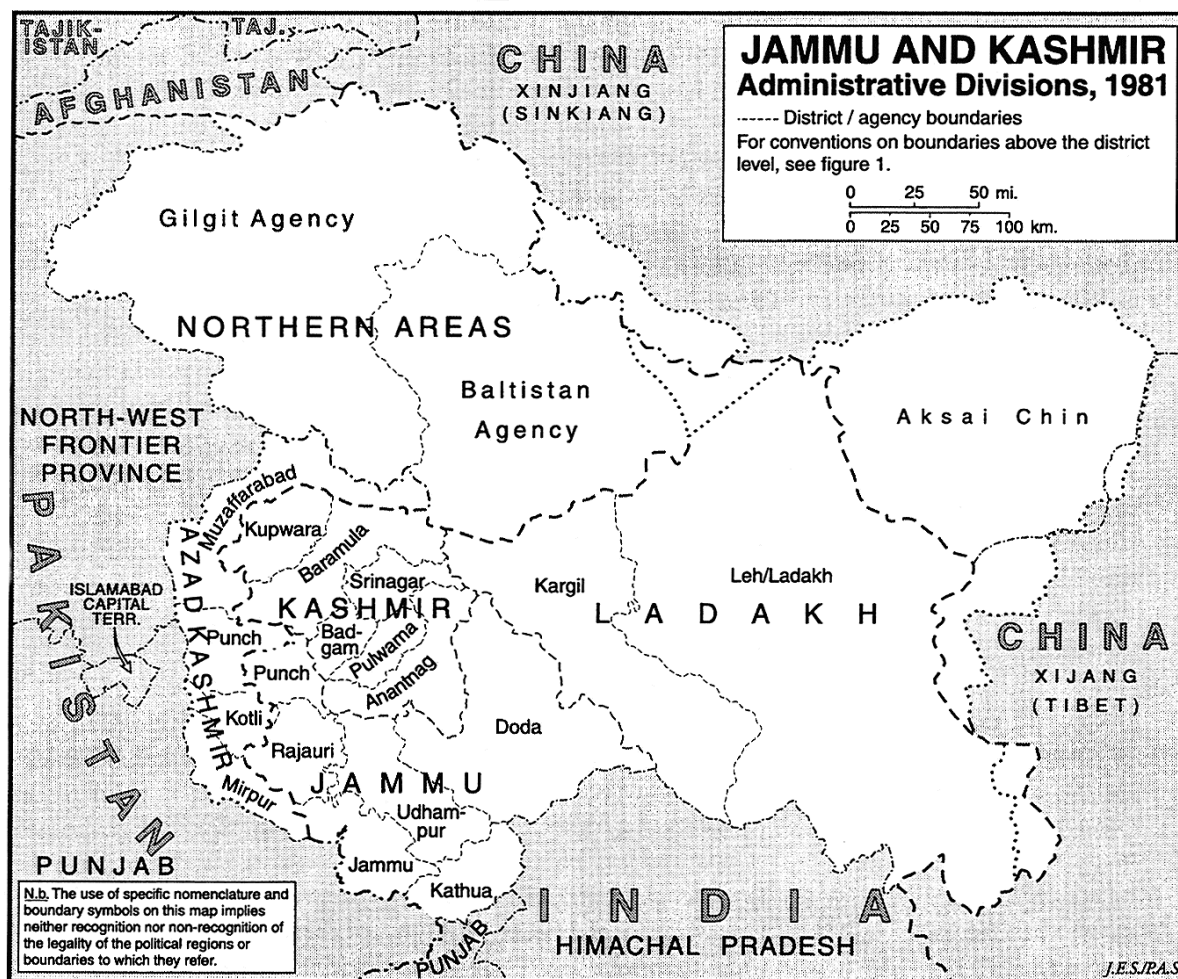 TAJIK-
ISTAN
TAJ.
AFGHANISTAN
CHINA
XINJIANG
(SINKIANG)
JAMMU AND KASHMIR
Administrative Divisions, 1981
------ District / agency boundaries
For conventions on boundaries above the district
level, see figure 1.
0 25 50 mi.
0 25 50 75 100 km.
Gilgit Agency
NORTHERN AREAS
Baltistan
Agency
Aksai Chin
NORTH-WEST
FRONTIER
PROVINCE
PAKISTAN
Muzaffarabad
Kupwara
Baramula
AZAD KASHMIR
Srinagar
ISLAMABAD
CAPITAL
TERR.
KASHMIR
Kargil
Leh/Ladakh
LADAKH
Punch
Bad-
gam
Pulwama
Punch
Anantnag
CHINA
XIJANG
(TIBET)
Kotli
Rajauri
Doda
Mirpur
JAMMU
Udham-
pur
Jammu
Kathua
PUNJAB
INDIA
HIMACHAL PRADESH
PUNJAB
N.b. The use of specific nomenclature and
boundary symbols on this map implies
neither recognition nor non-recognition of
the legality of the political regions or
boundaries to which they refer.
J.E.S./P.A.S.